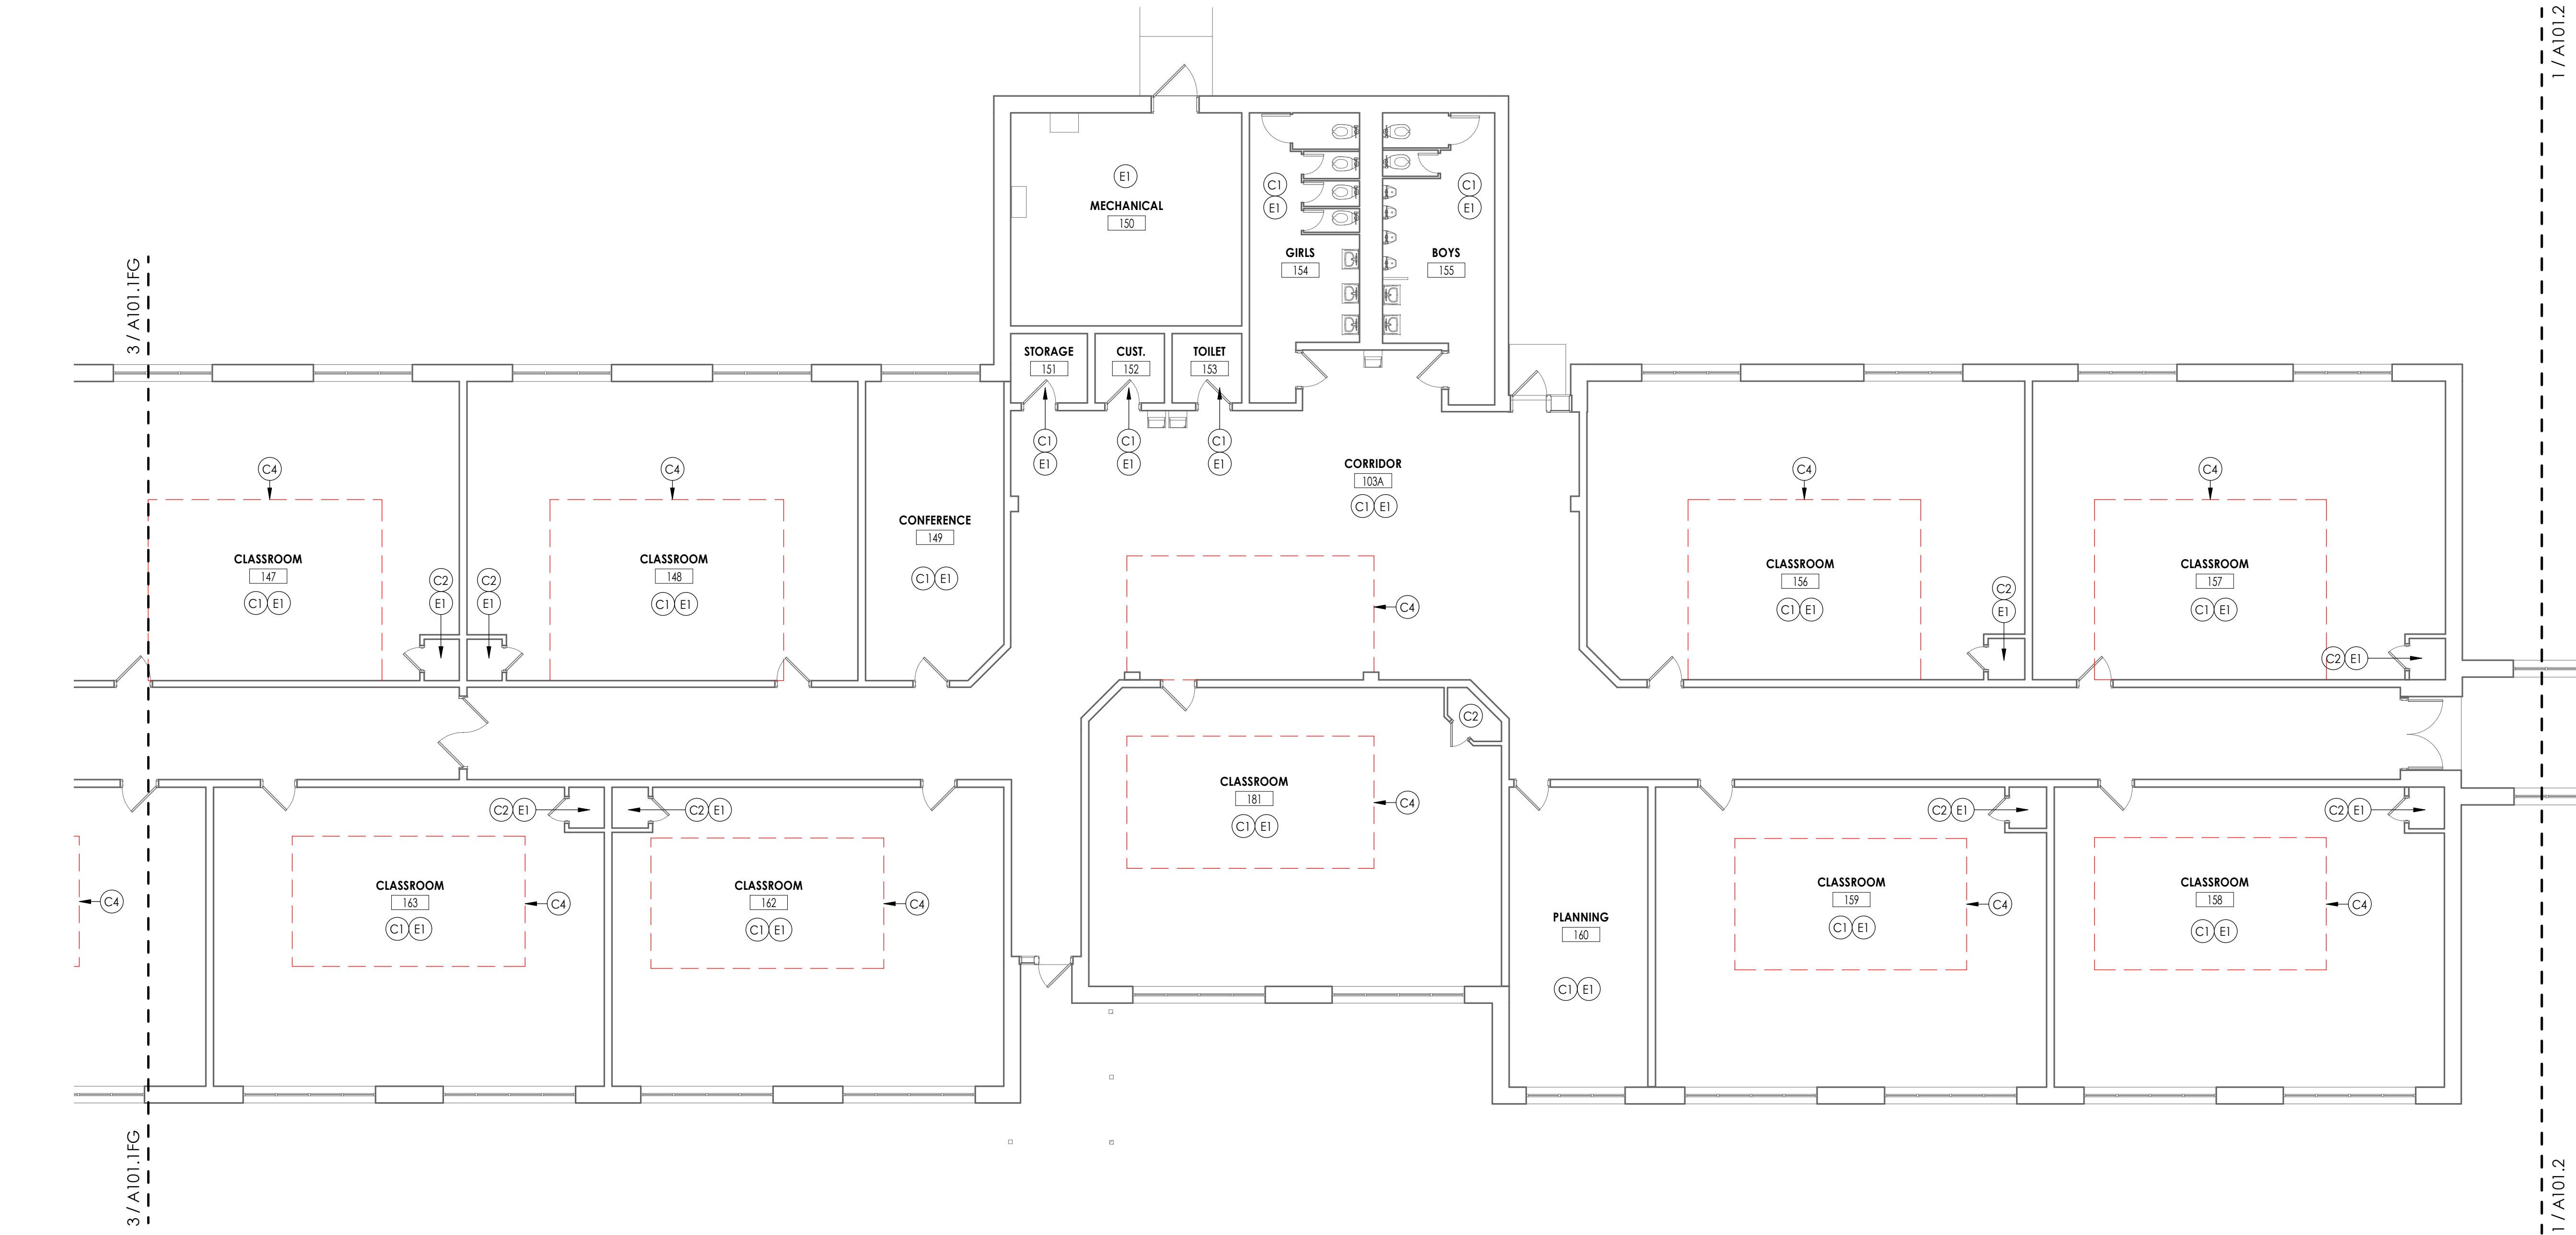 1 / A101.2
3 / A101.1FG
E1
MECHANICAL
150
C1
E1
GIRLS
154
C1
E1
BOYS
155
STORAGE
151
CUST.
152
TOILET
153
C1
E1
C1
E1
C1
E1
C4
CLASSROOM
147
C1 E1
C2
E1
C2
E1
C4
CLASSROOM
148
C1 E1
CONFERENCE
149
C1 E1
CORRIDOR
103A
C1 E1
C4
C4
CLASSROOM
156
C1 E1
C2
E1
C4
CLASSROOM
157
C1 E1
C2 E1
C4
C2 E1
CLASSROOM
163
C1 E1
C4
C2 E1
CLASSROOM
162
C1 E1
C4
C2
CLASSROOM
181
C1 E1
C4
PLANNING
160
C1 E1
C2 E1
CLASSROOM
159
C1 E1
C4
C2 E1
CLASSROOM
158
C1 E1
C4
3 / A101.1FG
1 / A101.2